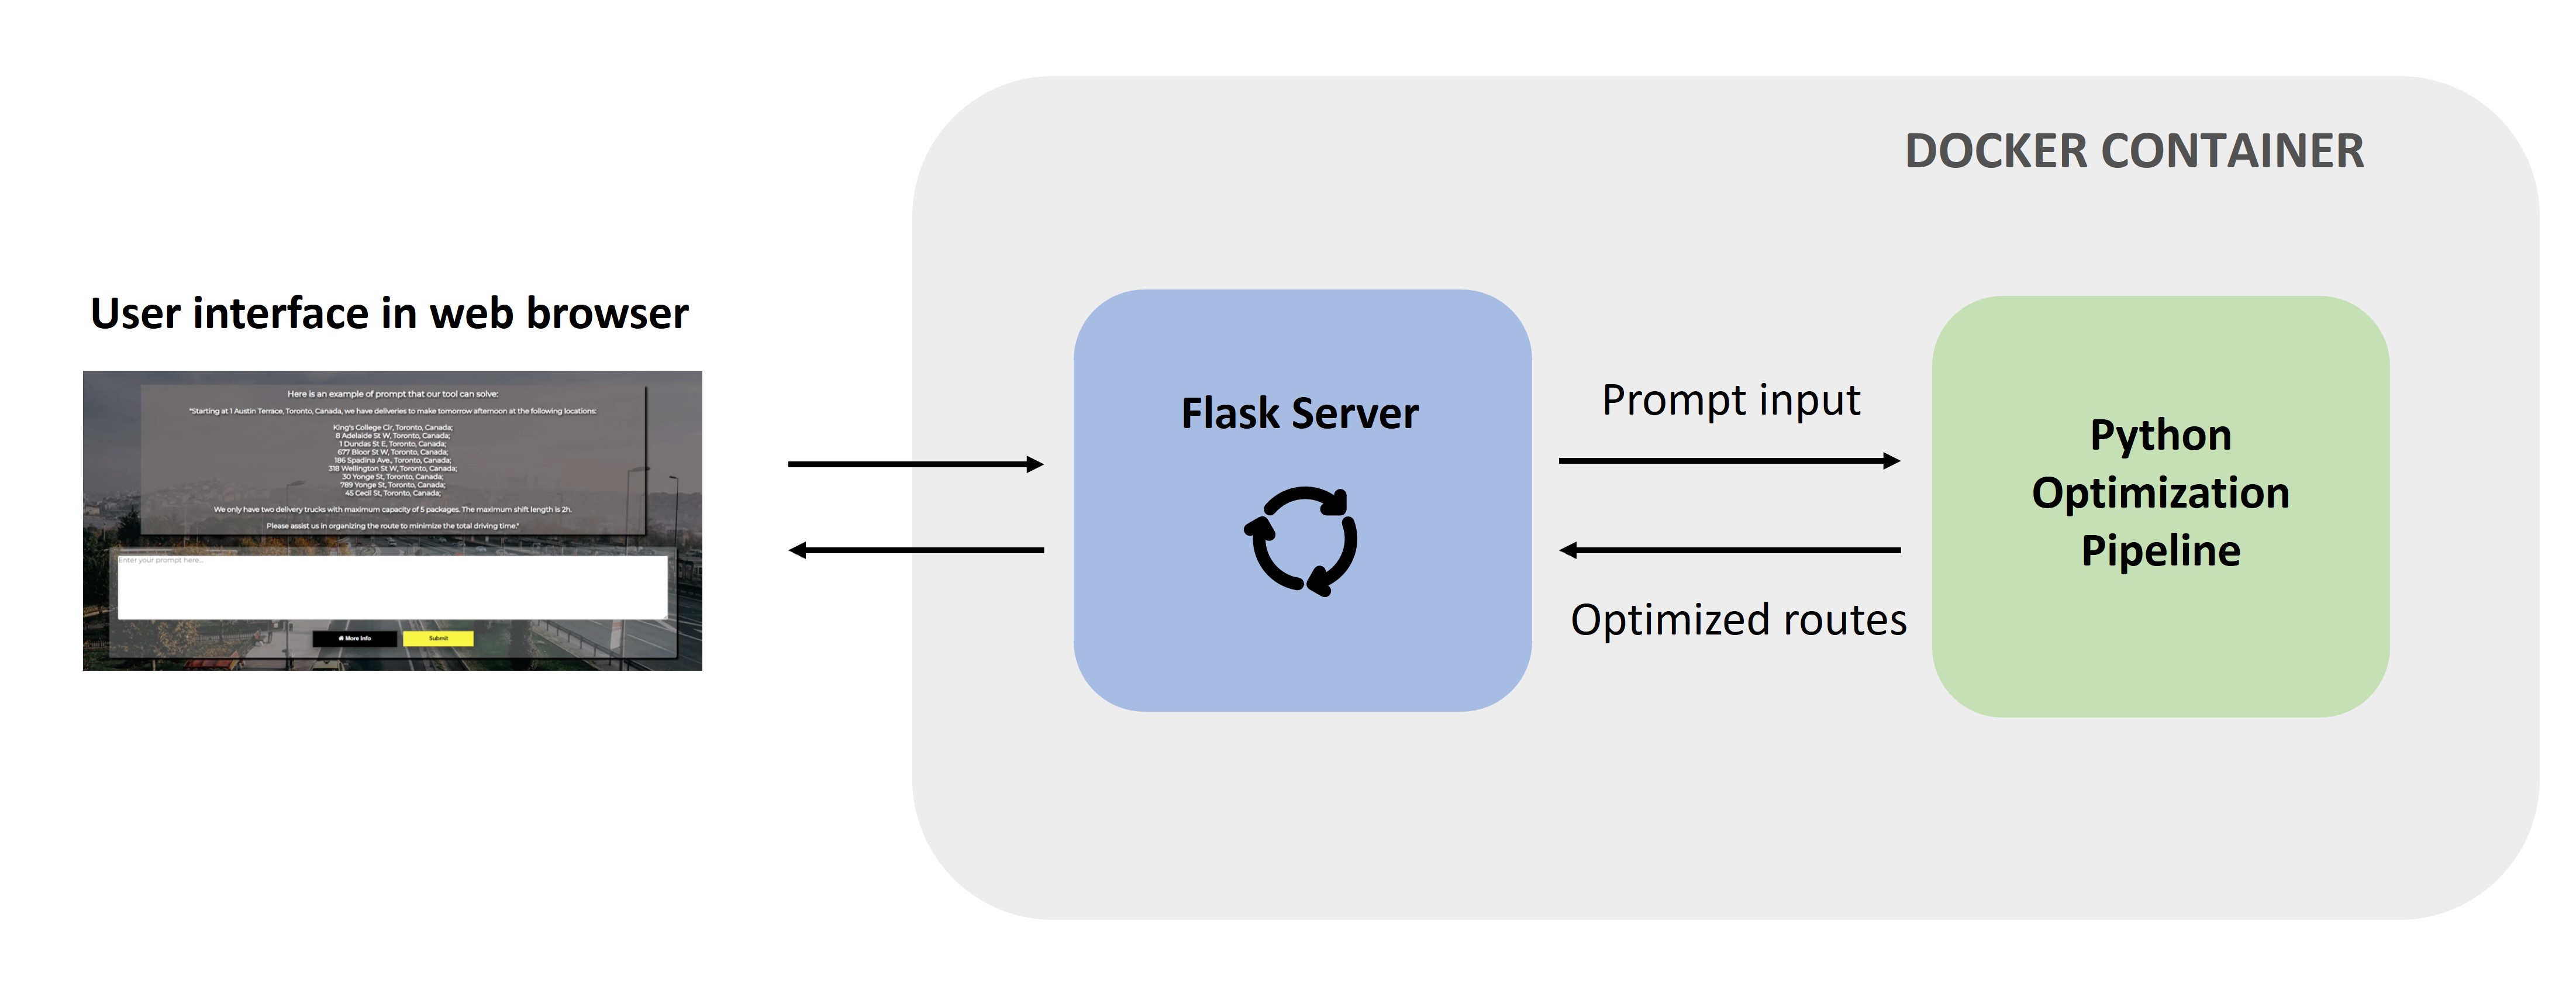 DOCKER CONTAINER
User interface in web browser
Here is an example of prompt that our tool can solve:
"Starting at 1 Austin Terrace, Toronto, Canada, we have deliveries to make tomorrow afternoon at the following locations:
King's College Cir, Toronto, Canada;
8 Adelaide St W, Toronto, Canada;
1 Dundas St E, Toronto, Canada;
677 Bloor St W, Toronto, Canada;
186 Spadina Ave., Toronto, Canada;
318 Wellington St W, Toronto, Canada;
30 Yonge St, Toronto, Canada;
789 Yonge St, Toronto, Canada;
45 Cecil St, Toronto, Canada;
We only have two delivery trucks with maximum capacity of 5 packages. The maximum shift length is 2h.
Please assist us in organizing the route to minimize the total driving time."
Enter your prompt here...
More Info
Submit
Flask Server
Prompt input
Optimized routes
Python
Optimization
Pipeline